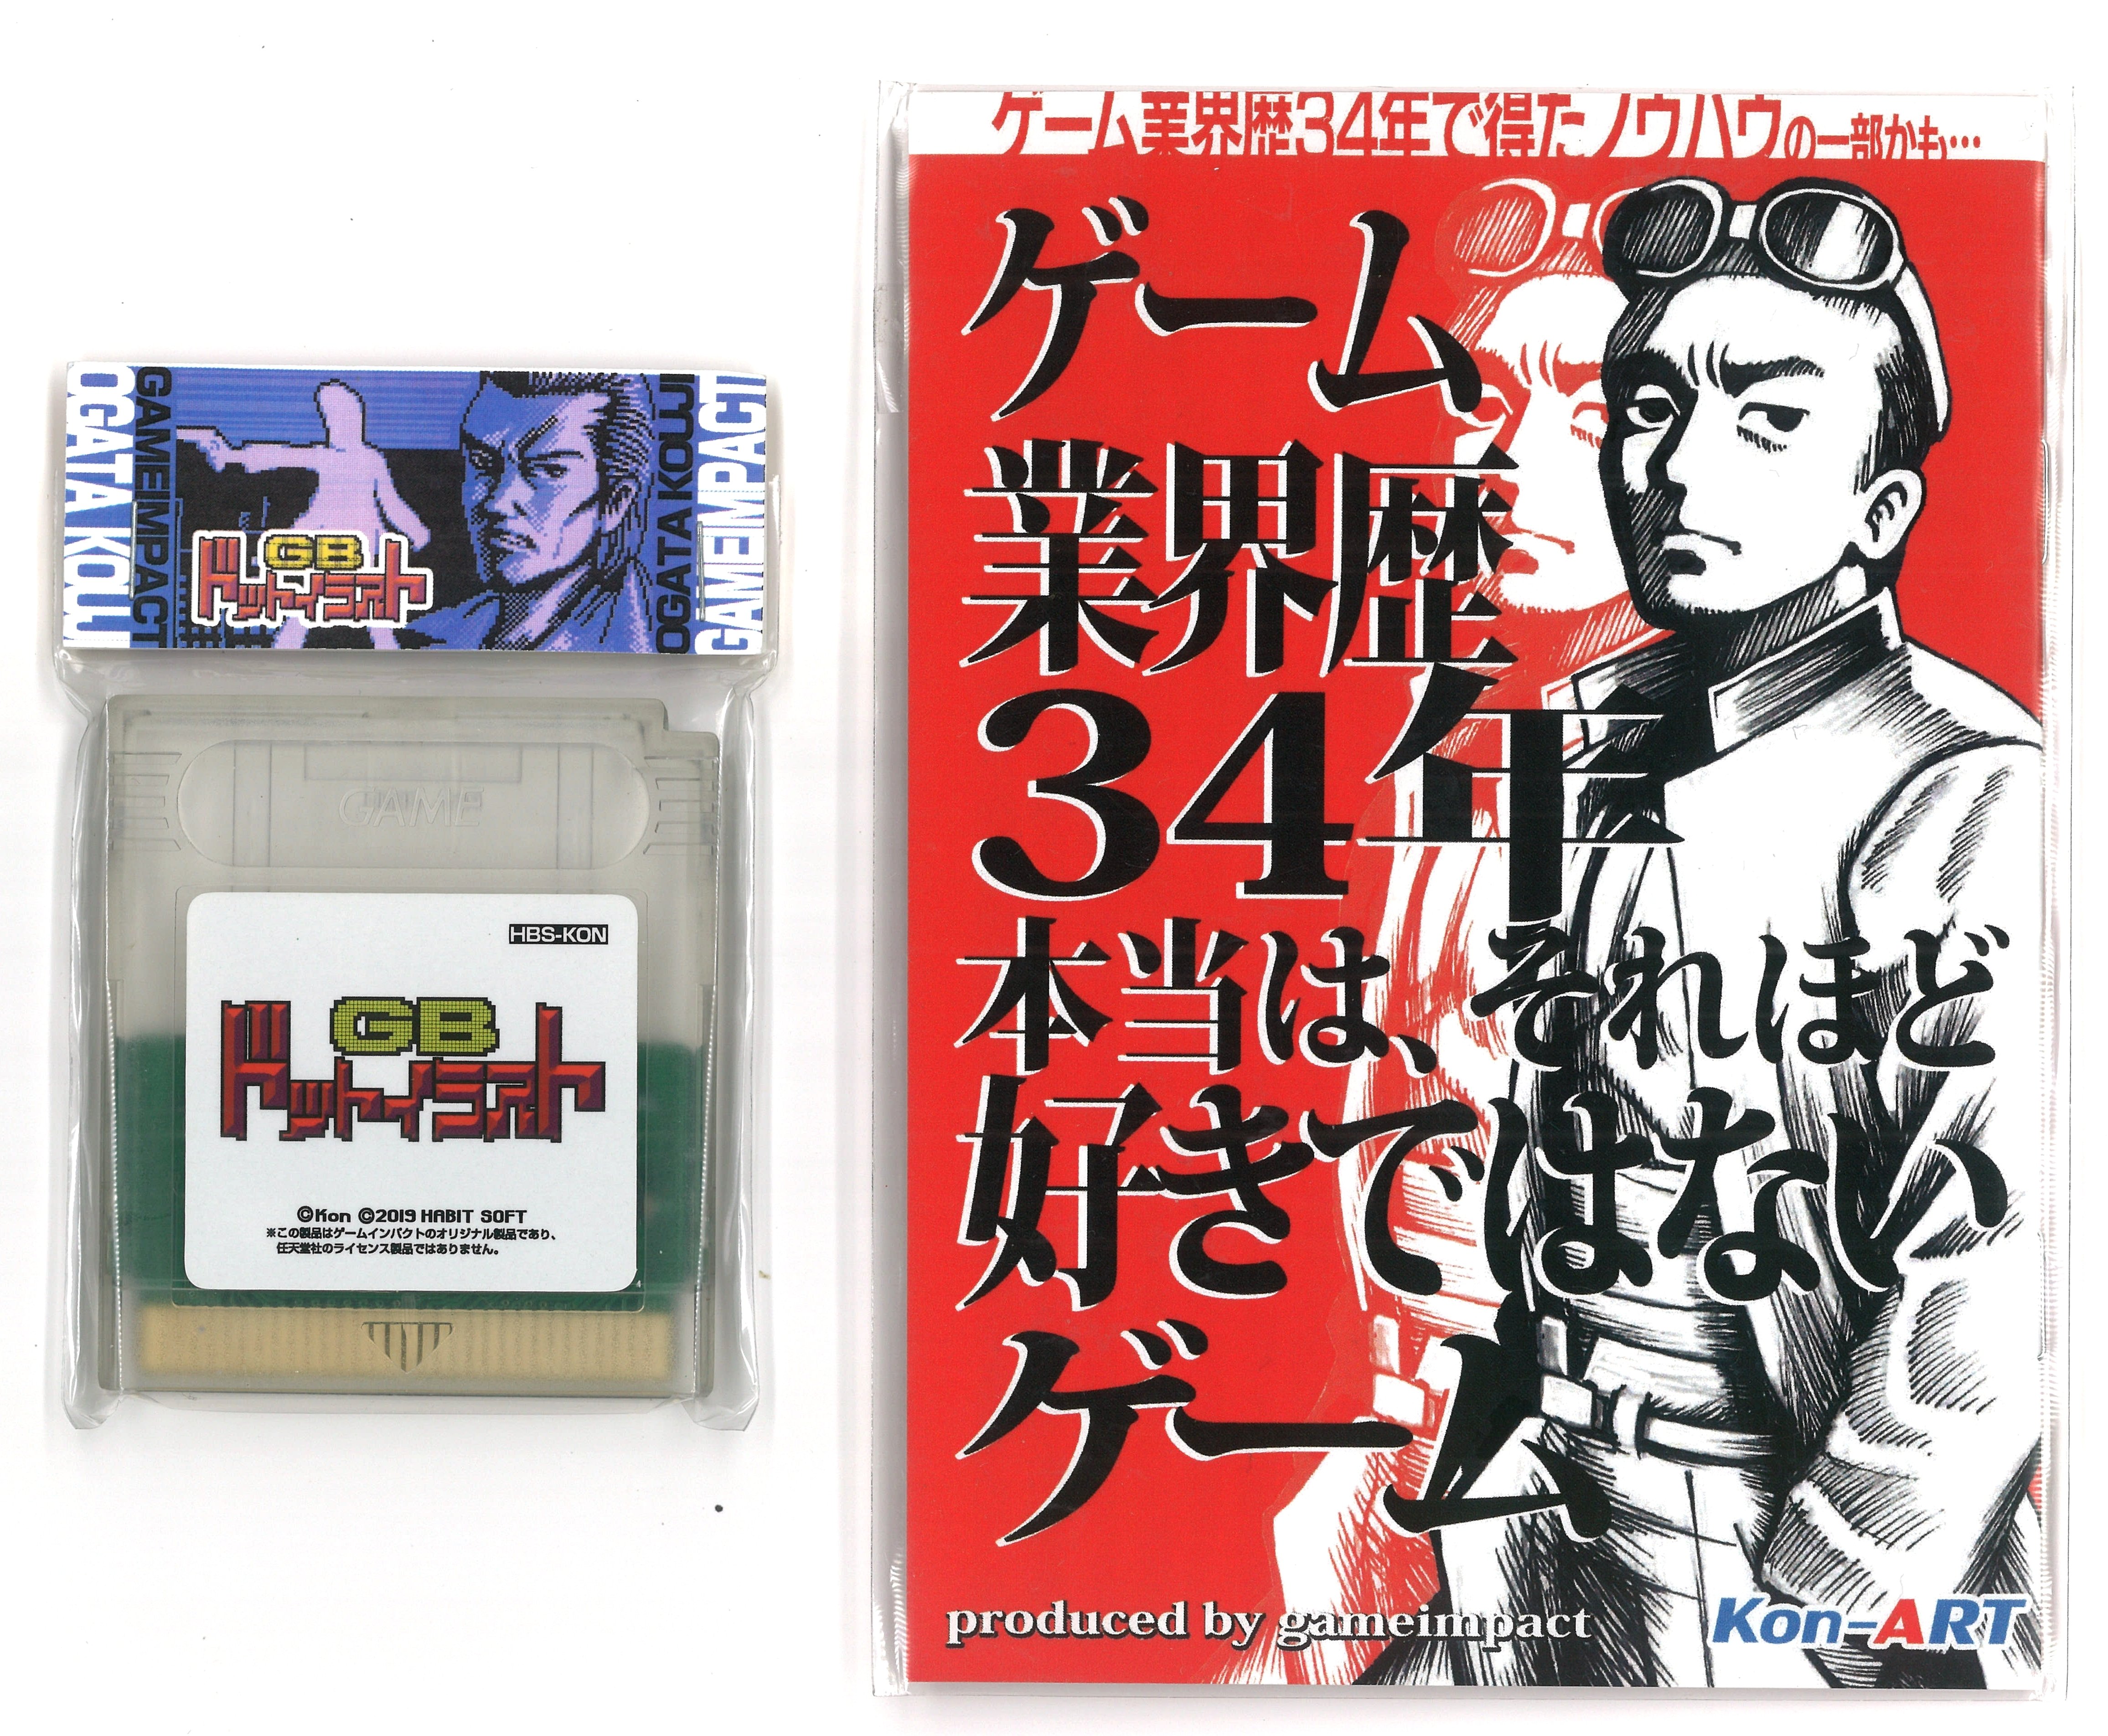 OGATA KOUJI
GAMEIMPACT
OGATA KOUJI
GAMEIMPACT
GB
ドットイラスト
GAME
HBS-KON
GB
ドットイラスト
©Kon ©2019 HABIT SOFT
※この製品はゲームインパクトのオリジナル製品であり、
任天堂社のライセンス製品ではありません。
ゲーム業界歴34年で得たノウハウの一部かも…
ゲーム
業界歴
34年
本当は、それほど
好きではない
ゲーム
produced by gameimpact
Kon-ART